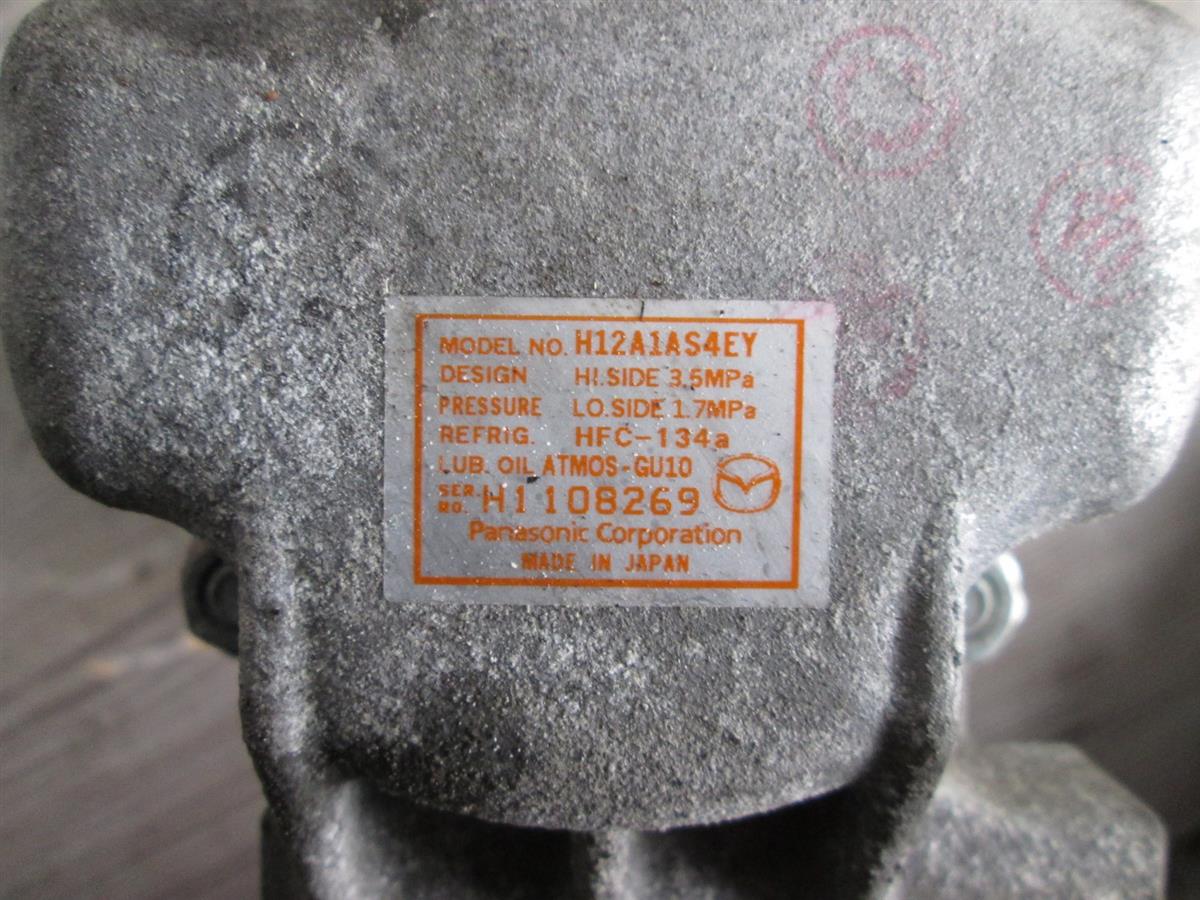 MODEL NO. H12A1AS4EY
DESIGN HI.SIDE 3.5MPa
PRESSURE LO.SIDE 1.7MPa
REFRIG. HFC-134a
LUB. OIL ATMOS-GU10
SER. NO. H1108269
Panasonic Corporation
MADE IN JAPAN